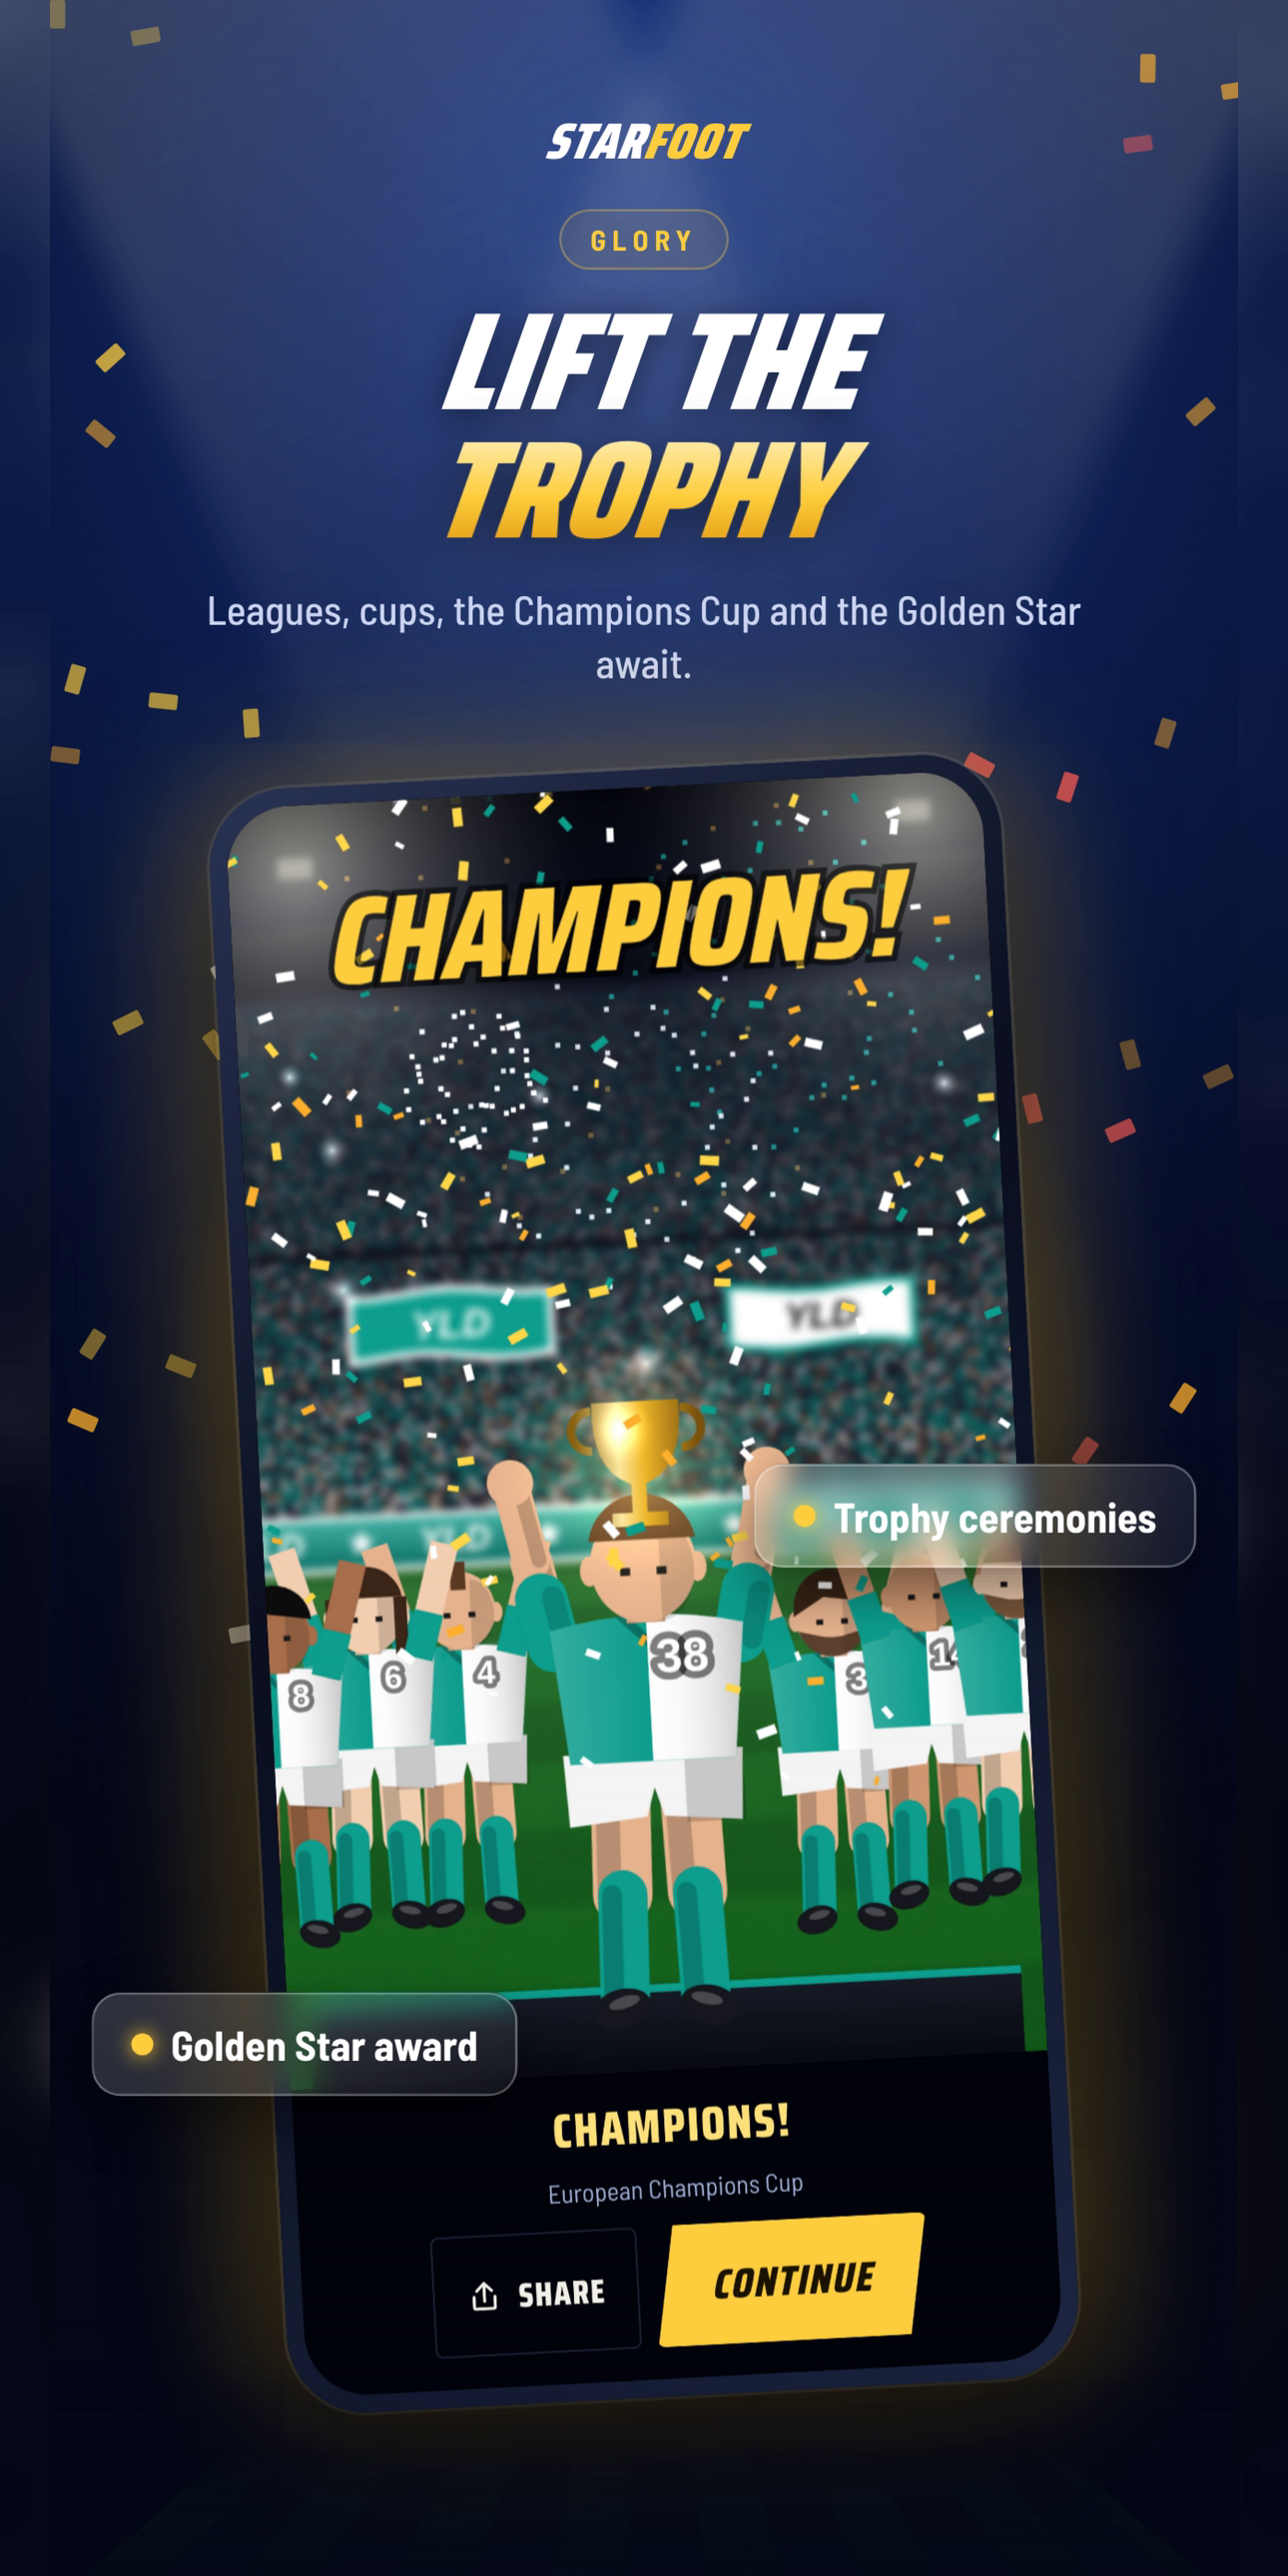 STARFOOT
GLORY
LIFT THE
TROPHY
Leagues, cups, the Champions Cup and the Golden Star
await.
CHAMPIONS!
YLD
YLD
YLD
Trophy ceremonies
38
8
6
4
3
Golden Star award
CHAMPIONS!
European Champions Cup
SHARE
CONTINUE